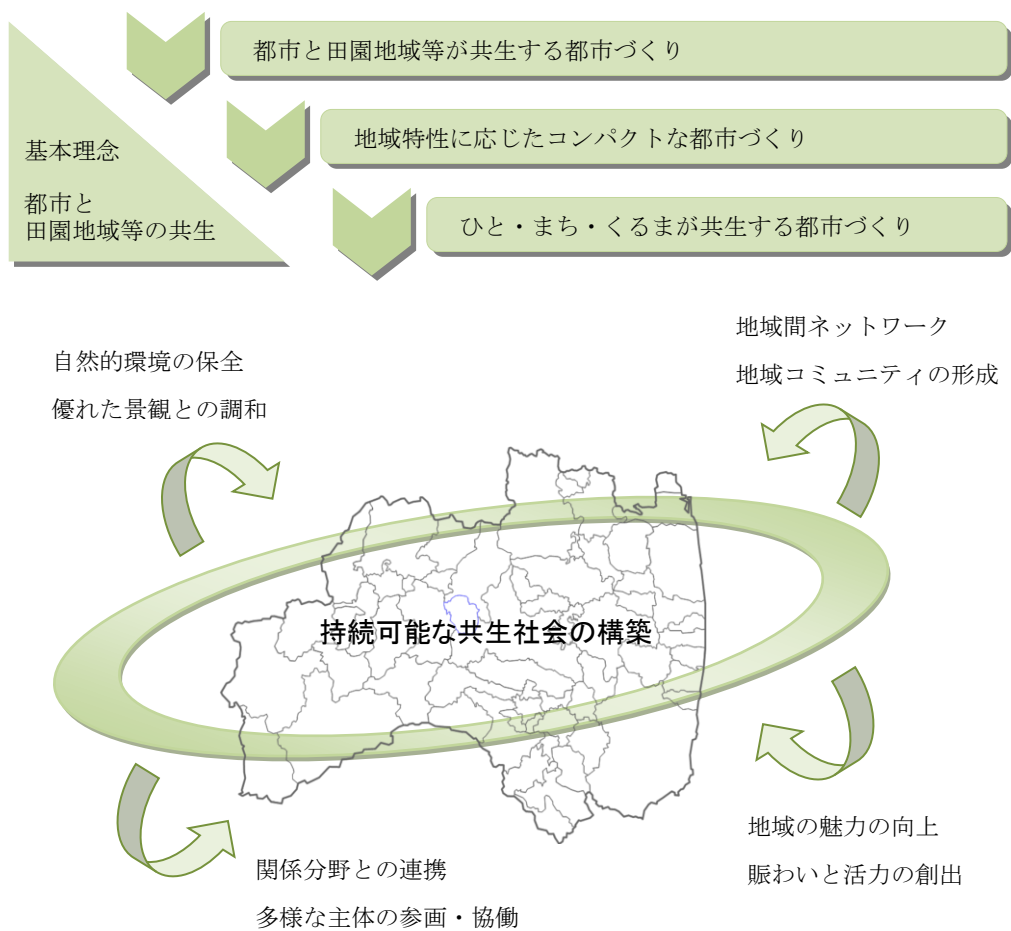 都市と田園地域等が共生する都市づくり
地域特性に応じたコンパクトな都市づくり
ひと・まち・くるまが共生する都市づくり
基本理念
都市と
田園地域等の共生
自然的環境の保全
優れた景観との調和
地域間ネットワーク
地域コミュニティの形成
持続可能な共生社会の構築
関係分野との連携
多様な主体の参画・協働
地域の魅力の向上
賑わいと活力の創出